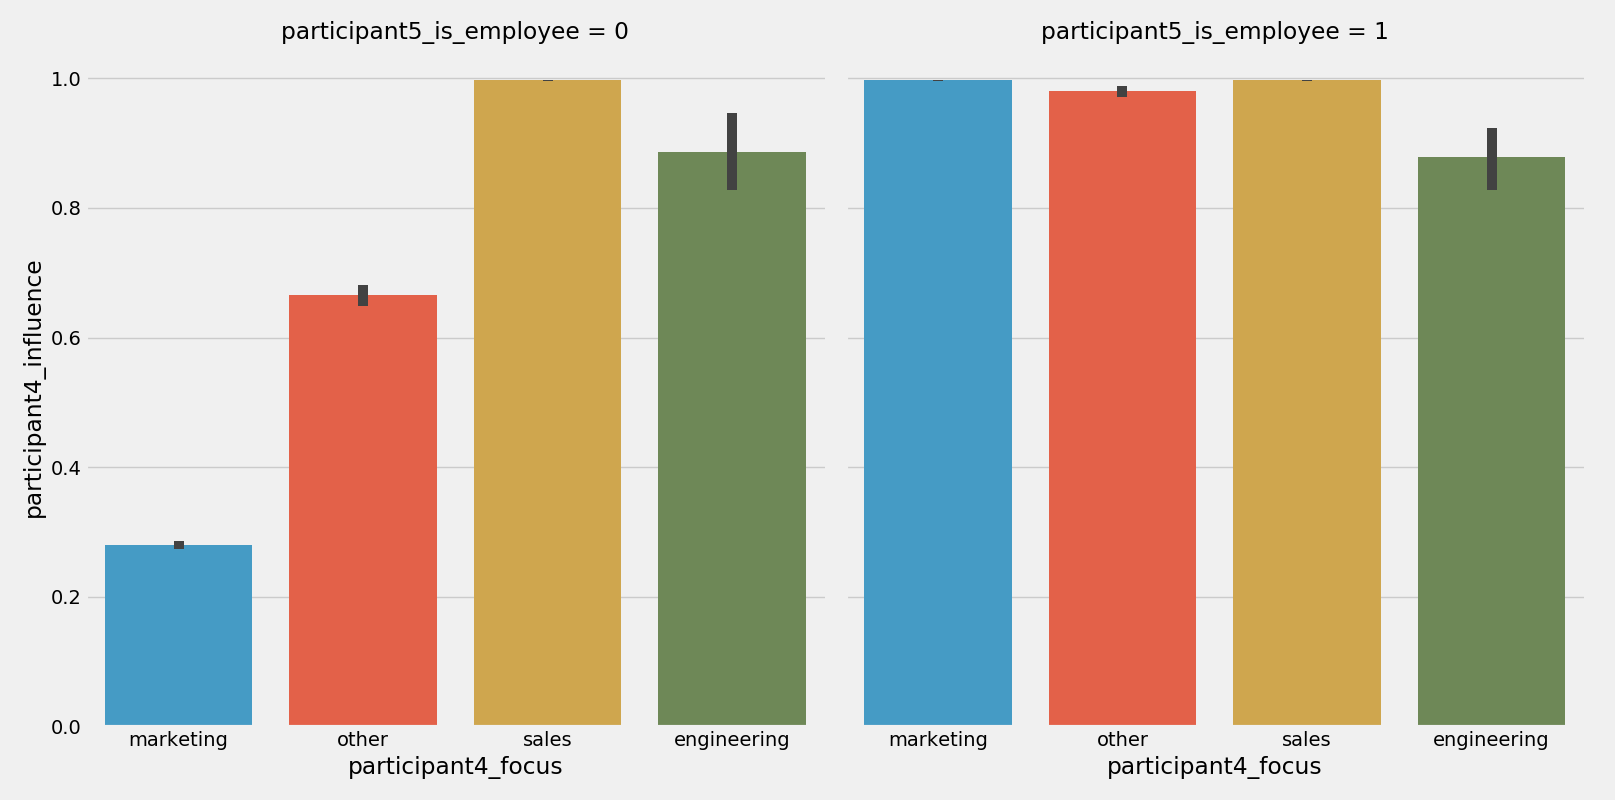 participant5_is_employee = 0
participant5_is_employee = 1
participant4_influence
1.0
0.8
0.6
0.4
0.2
0.0
marketing other sales engineering
marketing other sales engineering
participant4_focus
participant4_focus